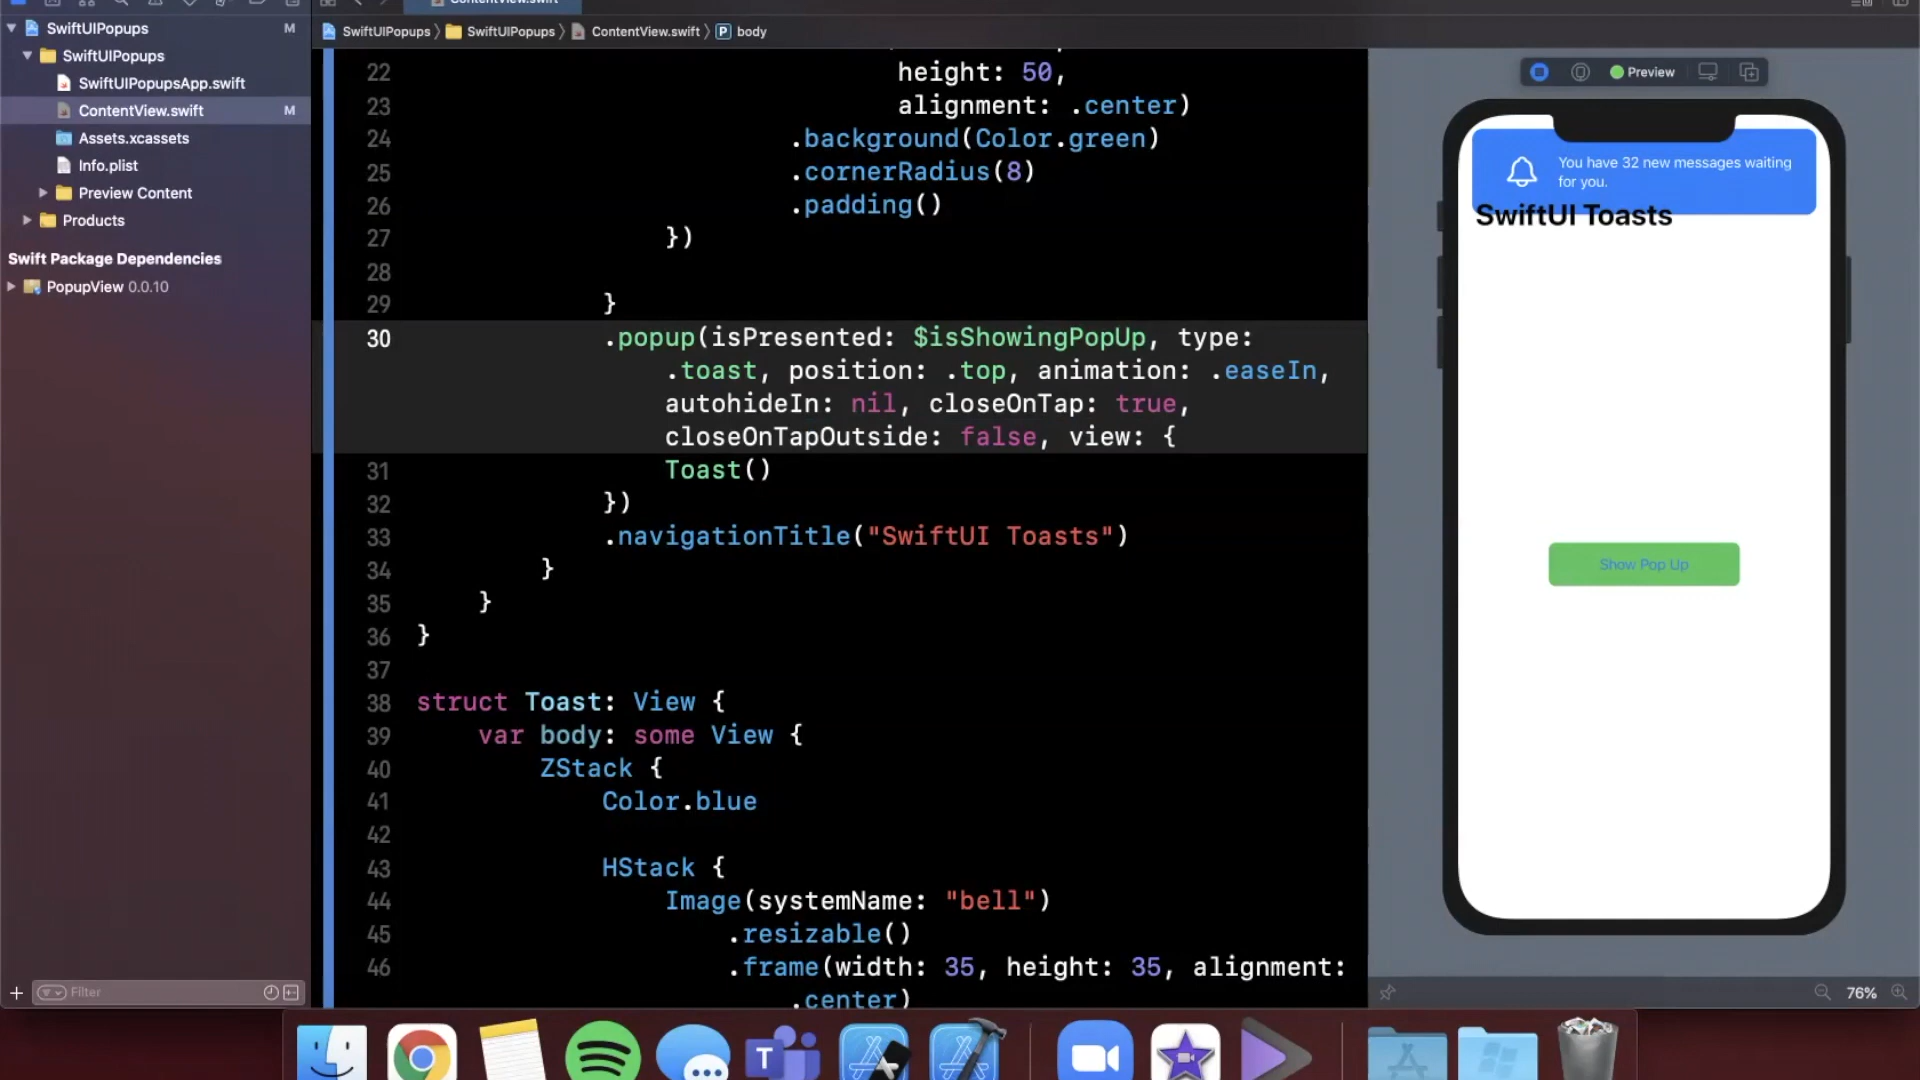 ContentView.swift
SwiftUIPopups M
SwiftUIPopups
SwiftUIPopupsApp.swift
ContentView.swift M
Assets.xcassets
Info.plist
Preview Content
Products
Swift Package Dependencies
PopupView 0.0.10
Filter
SwiftUIPopups SwiftUIPopups ContentView.swift P body
22 height: 50,
23 alignment: .center)
24 .background(Color.green)
25 .cornerRadius(8)
26 .padding()
27 })
28
29 }
30 .popup(isPresented: $isShowingPopUp, type:
.toast, position: .top, animation: .easeIn,
autohideIn: nil, closeOnTap: true,
closeOnTapOutside: false, view: {
31 Toast()
32 })
33 .navigationTitle("SwiftUI Toasts")
34 }
35 }
36 }
37
38 struct Toast: View {
39 var body: some View {
40 ZStack {
41 Color.blue
42
43 HStack {
44 Image(systemName: "bell")
45 .resizable()
46 .frame(width: 35, height: 35, alignment:
.center)
Preview
You have 32 new messages waiting
for you.
SwiftUI Toasts
Show Pop Up
76%
T